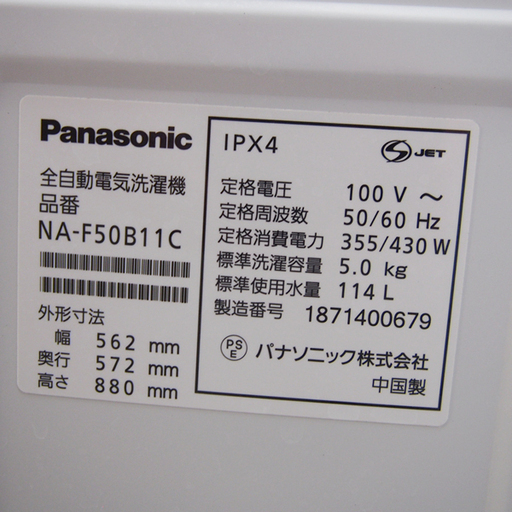 Panasonic
全自動電気洗濯機
品番
NA-F50B11C
外形寸法
幅 562 mm
奥行 572 mm
高さ 880 mm
IPX4
S JET
定格電圧 100 V ～
定格周波数 50/60 Hz
定格消費電力 355/430 W
標準洗濯容量 5.0 kg
標準使用水量 114 L
製造番号 1871400679
PS
E
パナソニック株式会社
中国製